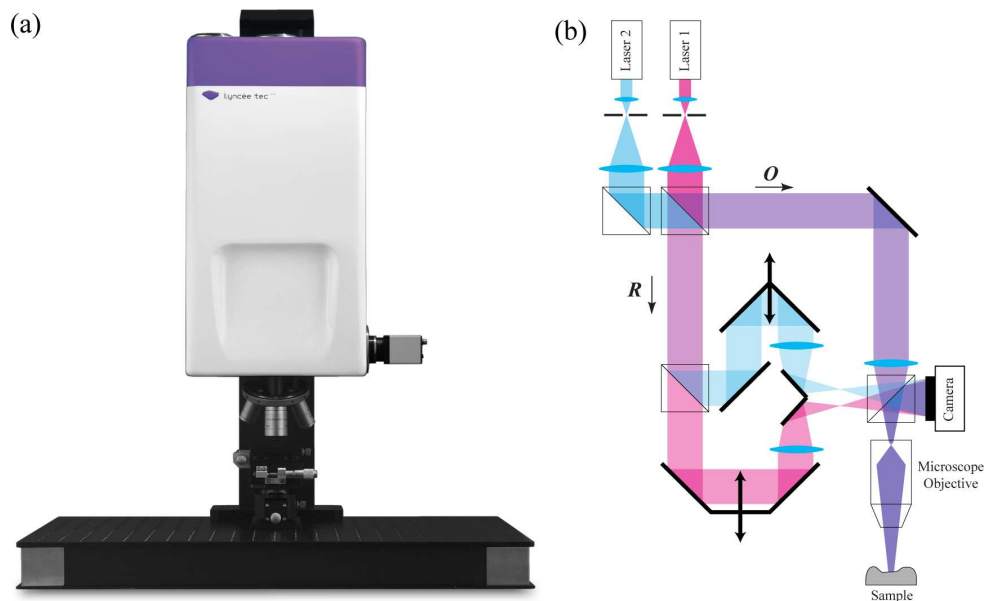 (a)
lyncée tec
(b)
Laser 2
Laser 1
O
R
Camera
Microscope
Objective
Sample